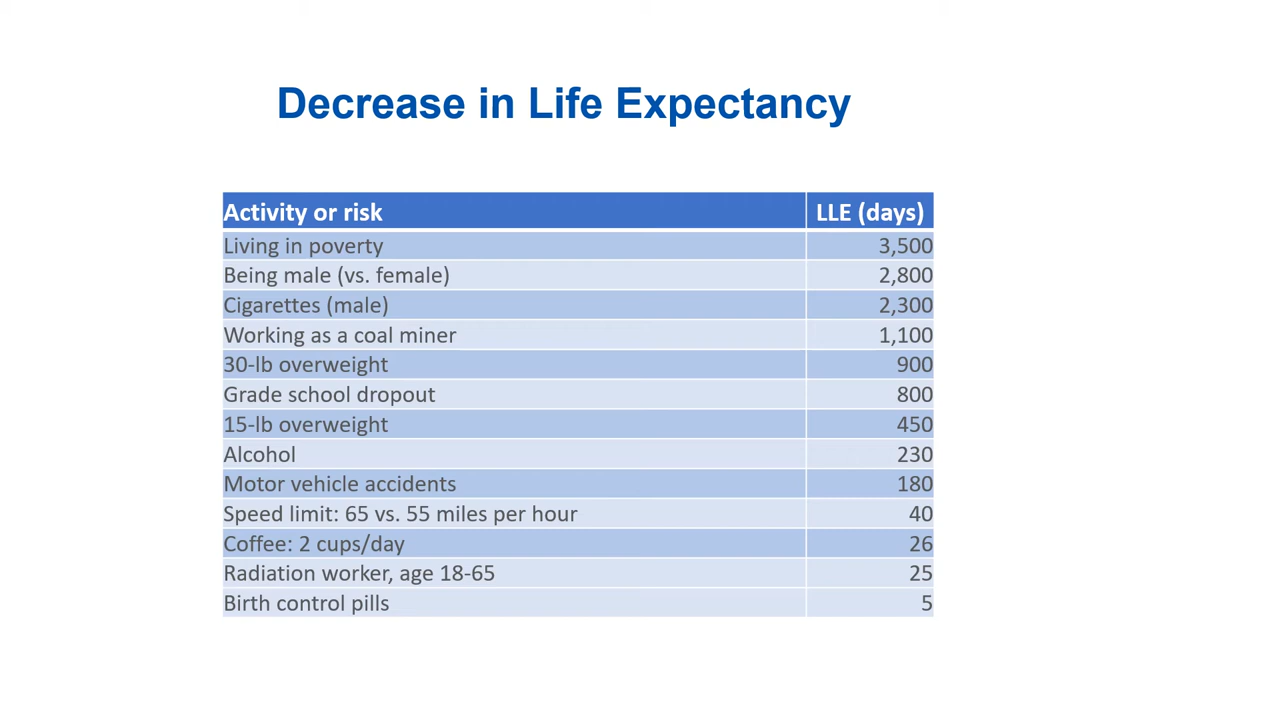 Decrease in Life Expectancy
Activity or risk LLE (days)
Living in poverty 3,500
Being male (vs. female) 2,800
Cigarettes (male) 2,300
Working as a coal miner 1,100
30-lb overweight 900
Grade school dropout 800
15-lb overweight 450
Alcohol 230
Motor vehicle accidents 180
Speed limit: 65 vs. 55 miles per hour 40
Coffee: 2 cups/day 26
Radiation worker, age 18-65 25
Birth control pills 5